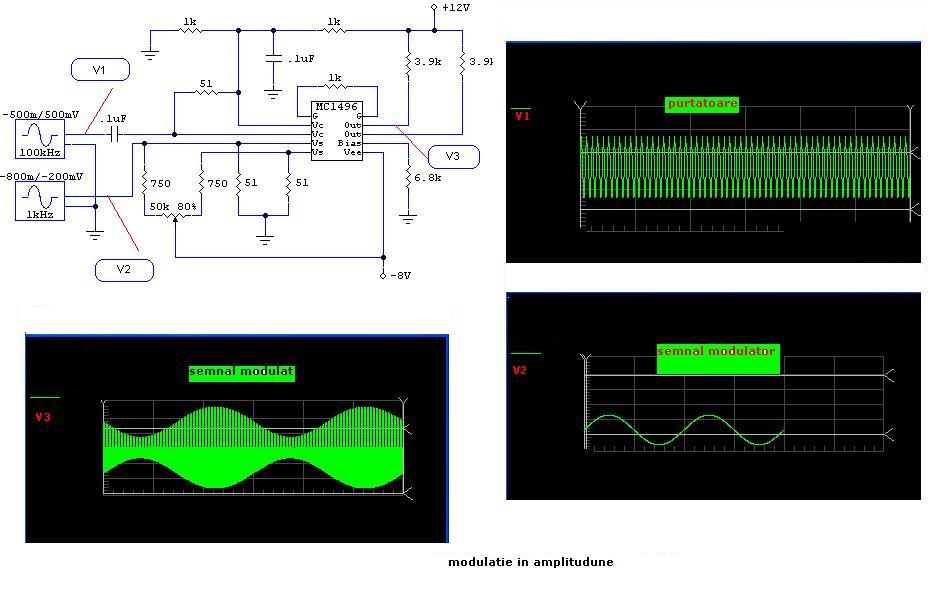 +12V
1k
1k
.1uF
3.9k
3.9k
V1
51
1k
MC1496
G G
Vc Out
Vc Out
Vs Bias
Vs Vee
-500m/500mV
.1uF
100kHz
V3
-800m/-200mV
1kHz
750
750
51
51
6.8k
50k 80%
V2
-8V
V1
purtatoare
V2
semnal modulator
V3
semnal modulat
modulatie in amplitudune